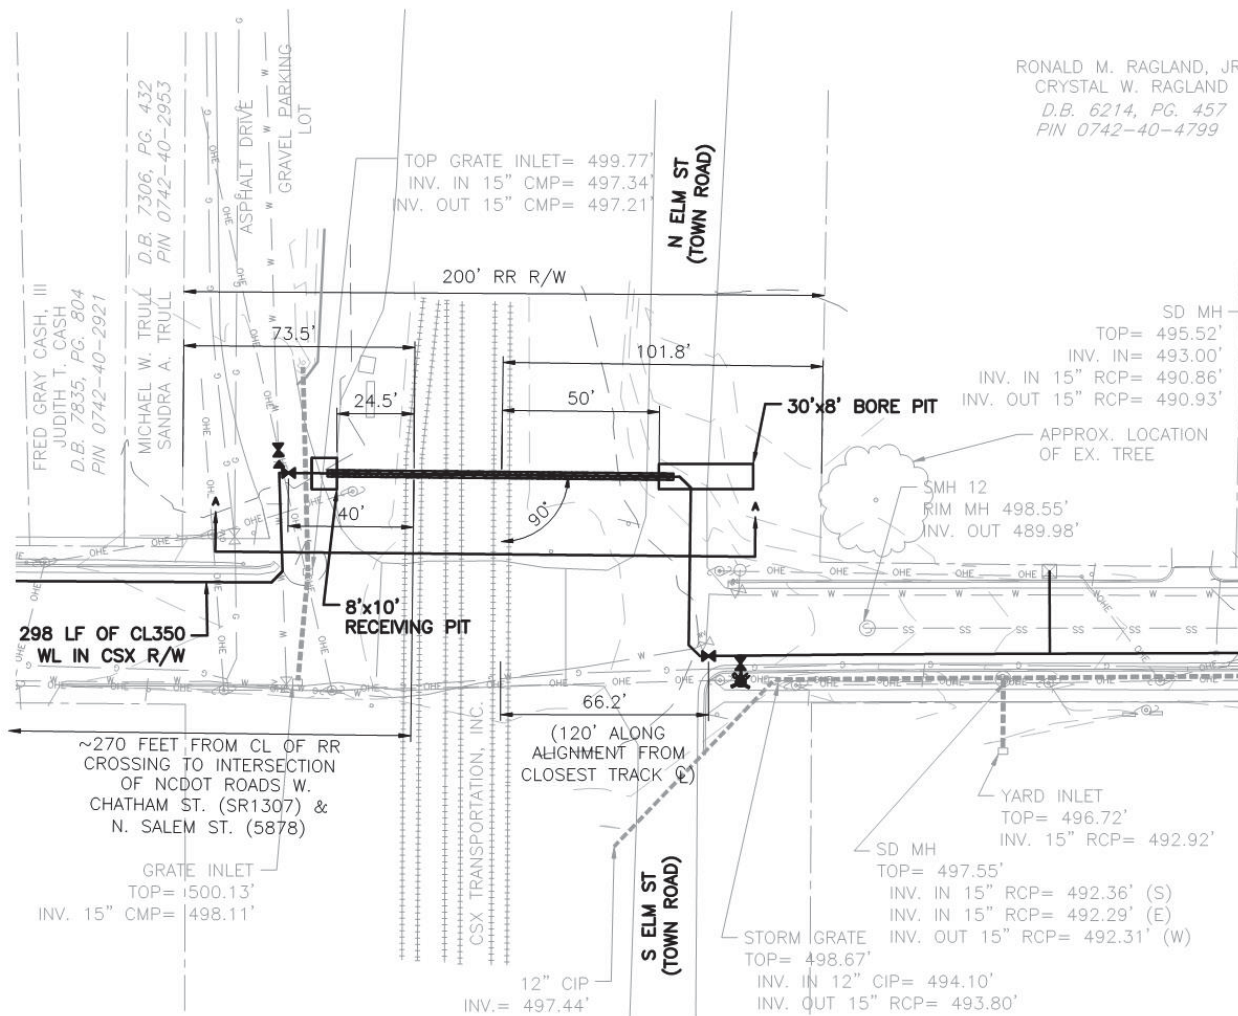 RONALD M. RAGLAND, JR
CRYSTAL W. RAGLAND
D.B. 6214, PG. 457
PIN 0742-40-4799
FRED GRAY CASH, III
JUDITH T. CASH
D.B. 7835, PG. 804
PIN 0742-40-2921
MICHAEL W. TRULL
SANDRA A. TRULL
D.B. 7306, PG. 432
PIN 0742-40-2953
ASPHALT DRIVE
GRAVEL PARKING
LOT
TOP GRATE INLET= 499.77'
INV. IN 15" CMP= 497.34'
INV. OUT 15" CMP= 497.21'
N ELM ST
(TOWN ROAD)
200' RR R/W
73.5'
101.8'
24.5'
50'
30'x8' BORE PIT
SD MH
TOP= 495.52'
INV. IN= 493.00'
INV. IN 15" RCP= 490.86'
INV. OUT 15" RCP= 490.93'
APPROX. LOCATION
OF EX. TREE
SMH 12
RIM MH 498.55'
INV. OUT 489.98'
A
A
40'
90°
8'x10'
RECEIVING PIT
298 LF OF CL350
WL IN CSX R/W
66.2'
(120' ALONG
ALIGNMENT FROM
CLOSEST TRACK ℄)
~270 FEET FROM CL OF RR
CROSSING TO INTERSECTION
OF NCDOT ROADS W.
CHATHAM ST. (SR1307) &
N. SALEM ST. (5878)
GRATE INLET
TOP= 500.13'
INV. 15" CMP= 498.11'
CSX TRANSPORTATION, INC.
S ELM ST
(TOWN ROAD)
12" CIP
INV.= 497.44'
YARD INLET
TOP= 496.72'
INV. 15" RCP= 492.92'
SD MH
TOP= 497.55'
INV. IN 15" RCP= 492.36' (S)
INV. IN 15" RCP= 492.29' (E)
INV. OUT 15" RCP= 492.31' (W)
STORM GRATE
TOP= 498.67'
INV. IN 12" CIP= 494.10'
INV. OUT 15" RCP= 493.80'
OHE OHE OHE OHE
W W W W W
SS SS SS SS SS